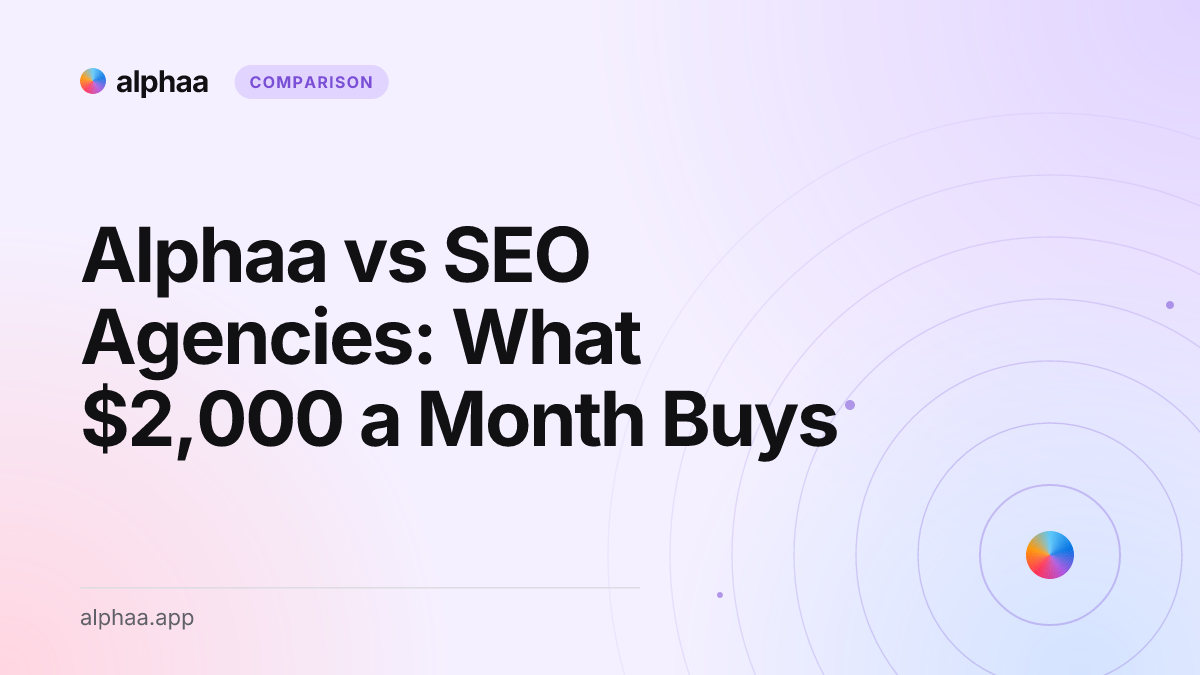 alphaa
COMPARISON
Alphaa vs SEO
Agencies: What
$2,000 a Month Buys
alphaa.app